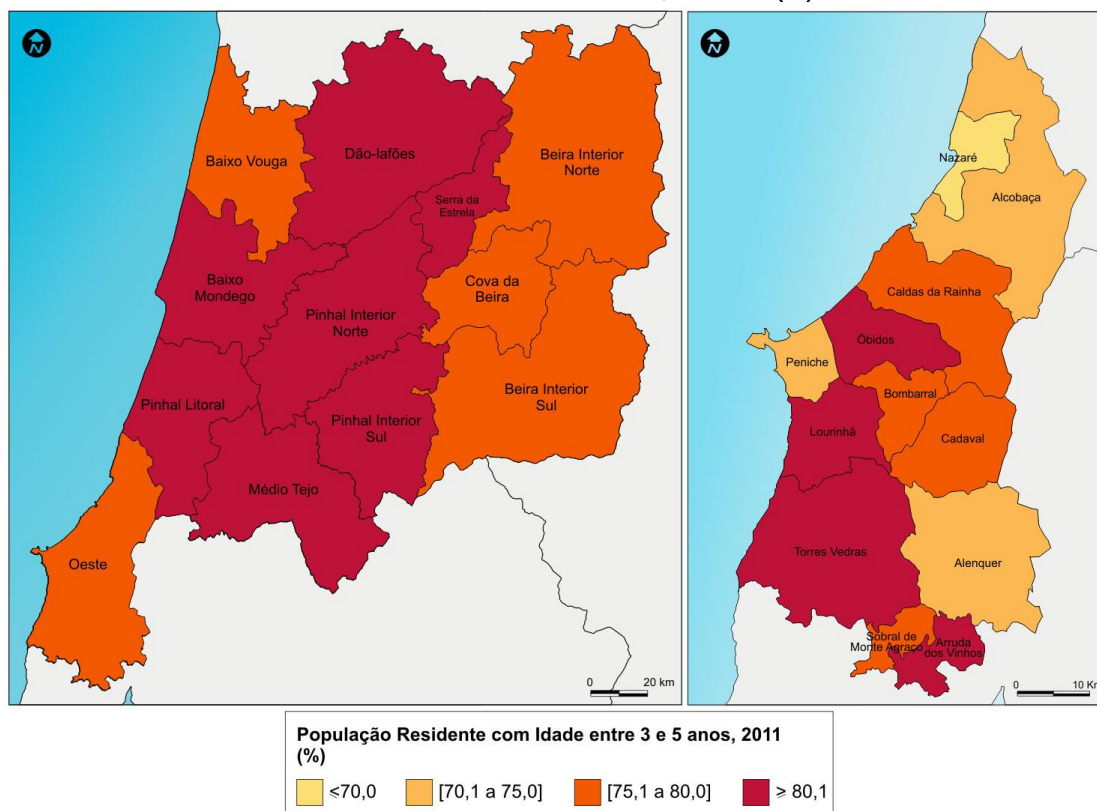 N
Baixo Vouga
Dão-lafões
Beira Interior
Norte
Serra da
Estrela
Baixo
Mondego
Cova da
Beira
Pinhal Interior
Norte
Beira Interior
Sul
Pinhal Litoral
Pinhal Interior
Sul
Médio Tejo
Oeste
0 20 km
N
Nazaré
Alcobaça
Caldas da Rainha
Óbidos
Peniche
Bombarral
Lourinhã
Cadaval
Torres Vedras
Alenquer
Sobral de
Monte Agraço
Arruda
dos Vinhos
0 10 Km
População Residente com Idade entre 3 e 5 anos, 2011
(%)
≤70,0 [70,1 a 75,0] [75,1 a 80,0] ≥ 80,1